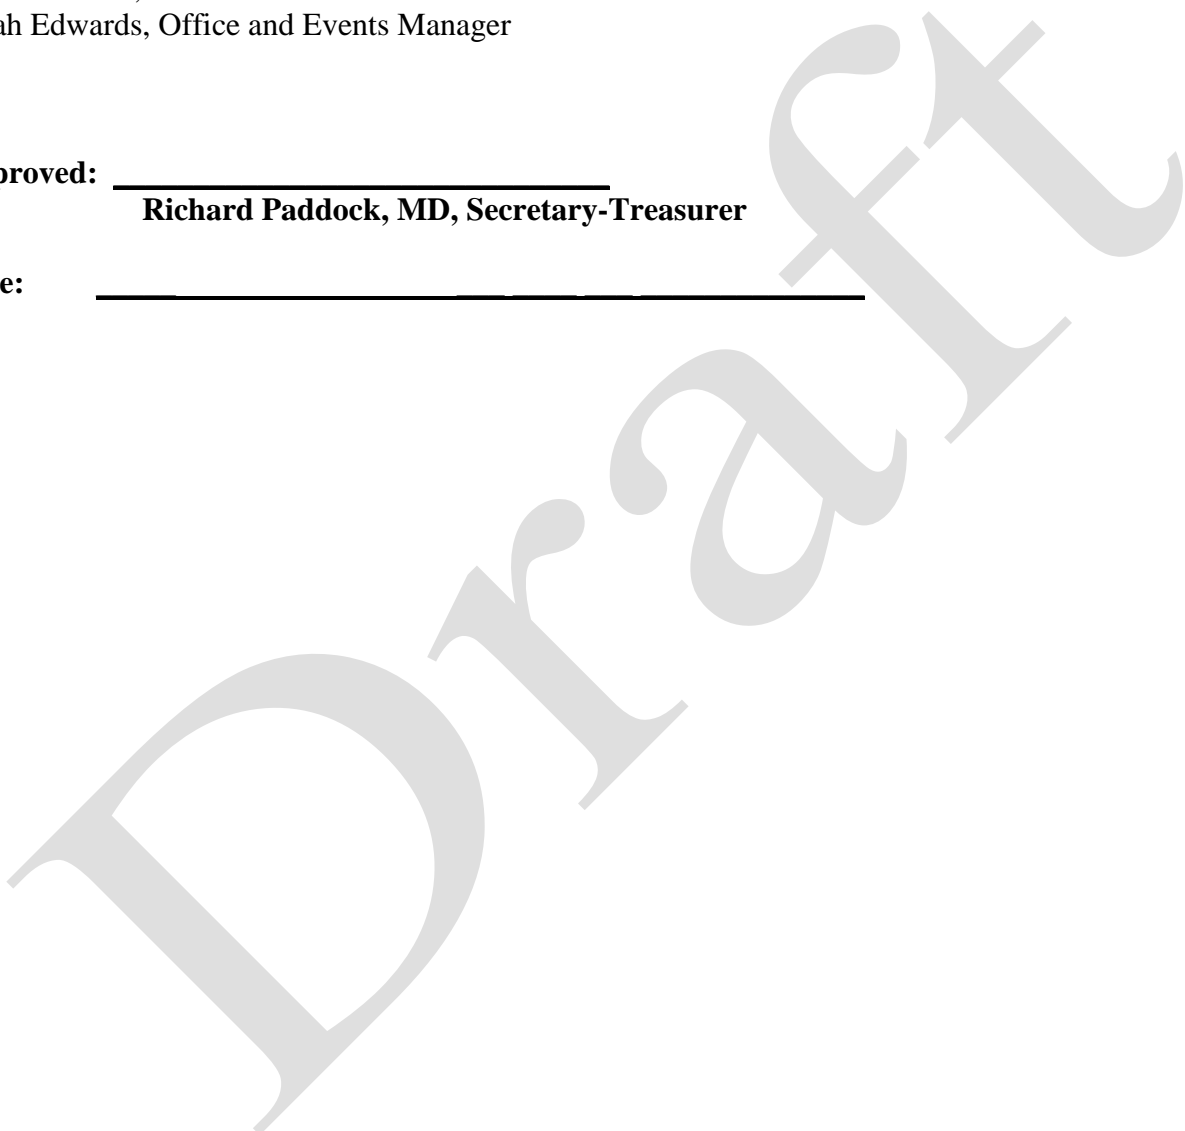 ah Edwards, Office and Events Manager
proved:
Richard Paddock, MD, Secretary-Treasurer
e:
Draft